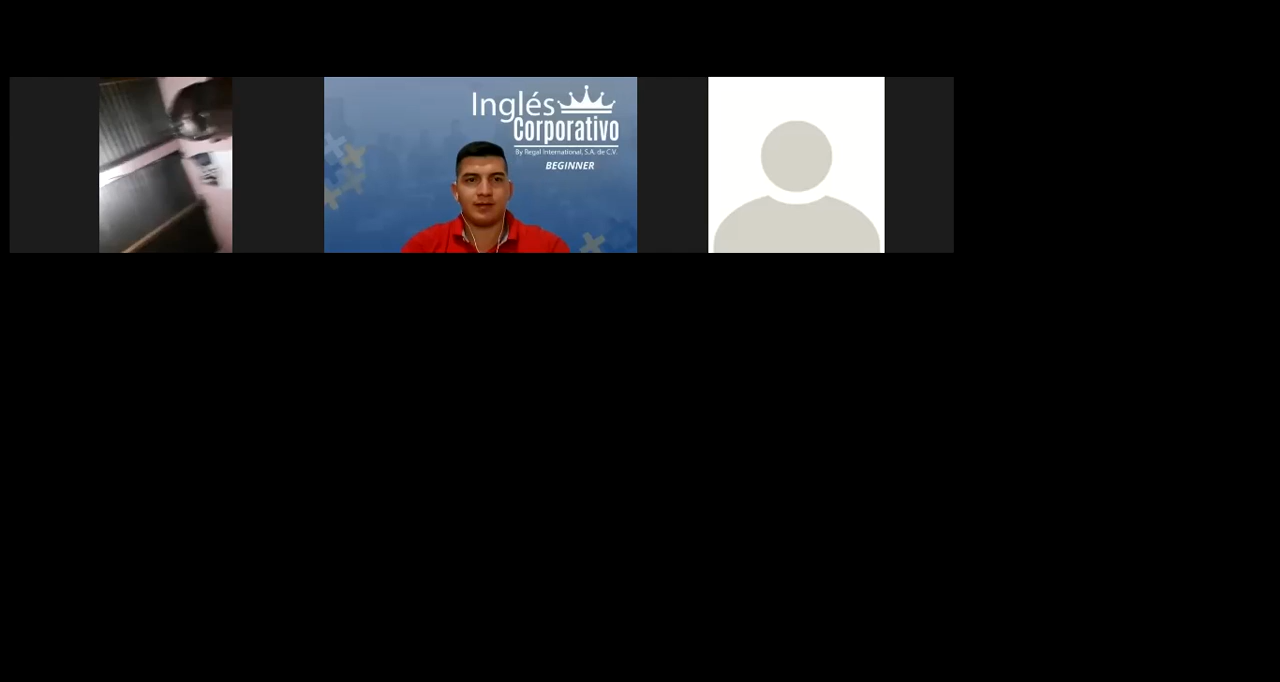 Inglés
Corporativo
By Regal International, S.A. de C.V.
BEGINNER